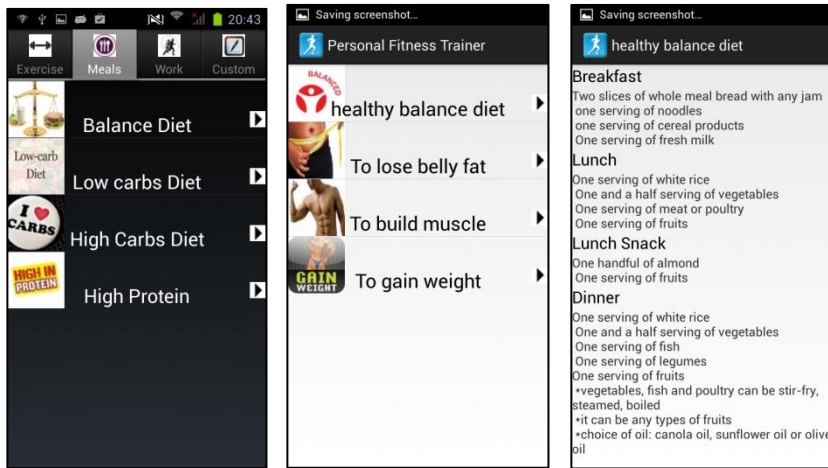 20:43
Exercise
Meals
Work
Custom
Balance Diet
Low-carb
Diet
Low carbs Diet
I
CARBS
High Carbs Diet
HIGH IN
PROTEIN
High Protein
Saving screenshot...
Personal Fitness Trainer
BALANCED
healthy balance diet
To lose belly fat
To build muscle
GAIN
WEIGHT
To gain weight
Saving screenshot...
healthy balance diet
Breakfast
Two slices of whole meal bread with any jam
one serving of noodles
one serving of cereal products
One serving of fresh milk
Lunch
One serving of white rice
One and a half serving of vegetables
One serving of meat or poultry
One serving of fruits
Lunch Snack
One handful of almond
One serving of fruits
Dinner
One serving of white rice
One and a half serving of vegetables
One serving of fish
One serving of legumes
One serving of fruits
*vegetables, fish and poultry can be stir-fry,
steamed, boiled
*it can be any types of fruits
*choice of oil: canola oil, sunflower oil or olive
oil